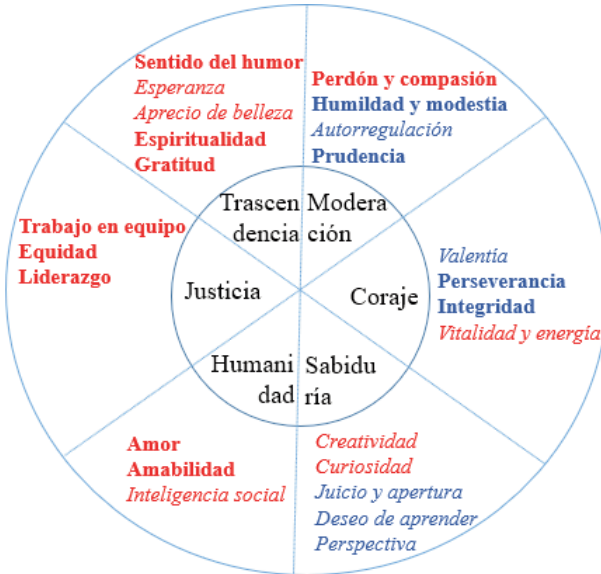 Sentido del humor
Esperanza
Aprecio de belleza
Espiritualidad
Gratitud
Perdón y compasión
Humildad y modestia
Autorregulación
Prudencia
Trabajo en equipo
Equidad
Liderazgo
Valentía
Perseverancia
Integridad
Vitalidad y energía
Trascen
dencia
Modera
ción
Justicia
Coraje
Humani
dad
Sabidu
ría
Amor
Amabilidad
Inteligencia social
Creatividad
Curiosidad
Juicio y apertura
Deseo de aprender
Perspectiva